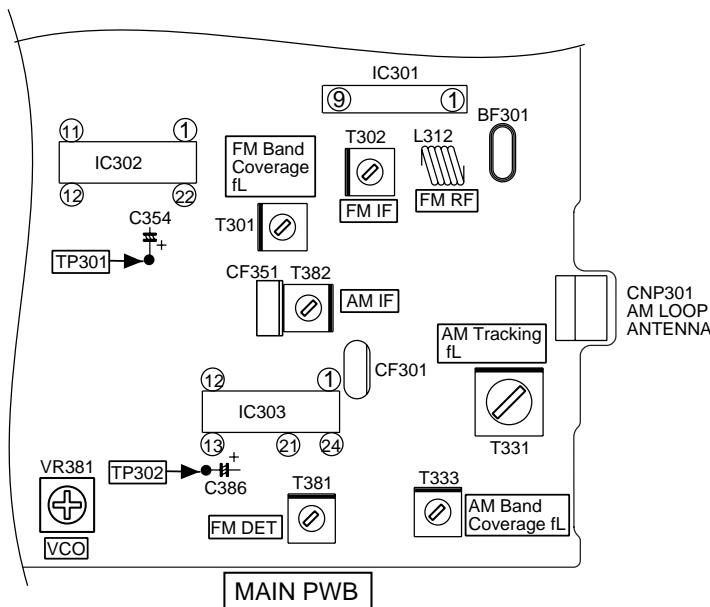 IC301
9
1
BF301
11
1
IC302
12
22
FM Band
Coverage
fL
T302
L312
FM IF
FM RF
C354
+
T301
TP301
CF351
T382
AM IF
CNP301
AM LOOP
ANTENNA
AM Tracking
fL
CF301
12
1
IC303
13
21
24
T331
VR381
TP302
+
C386
T381
T333
FM DET
AM Band
Coverage fL
VCO
MAIN PWB